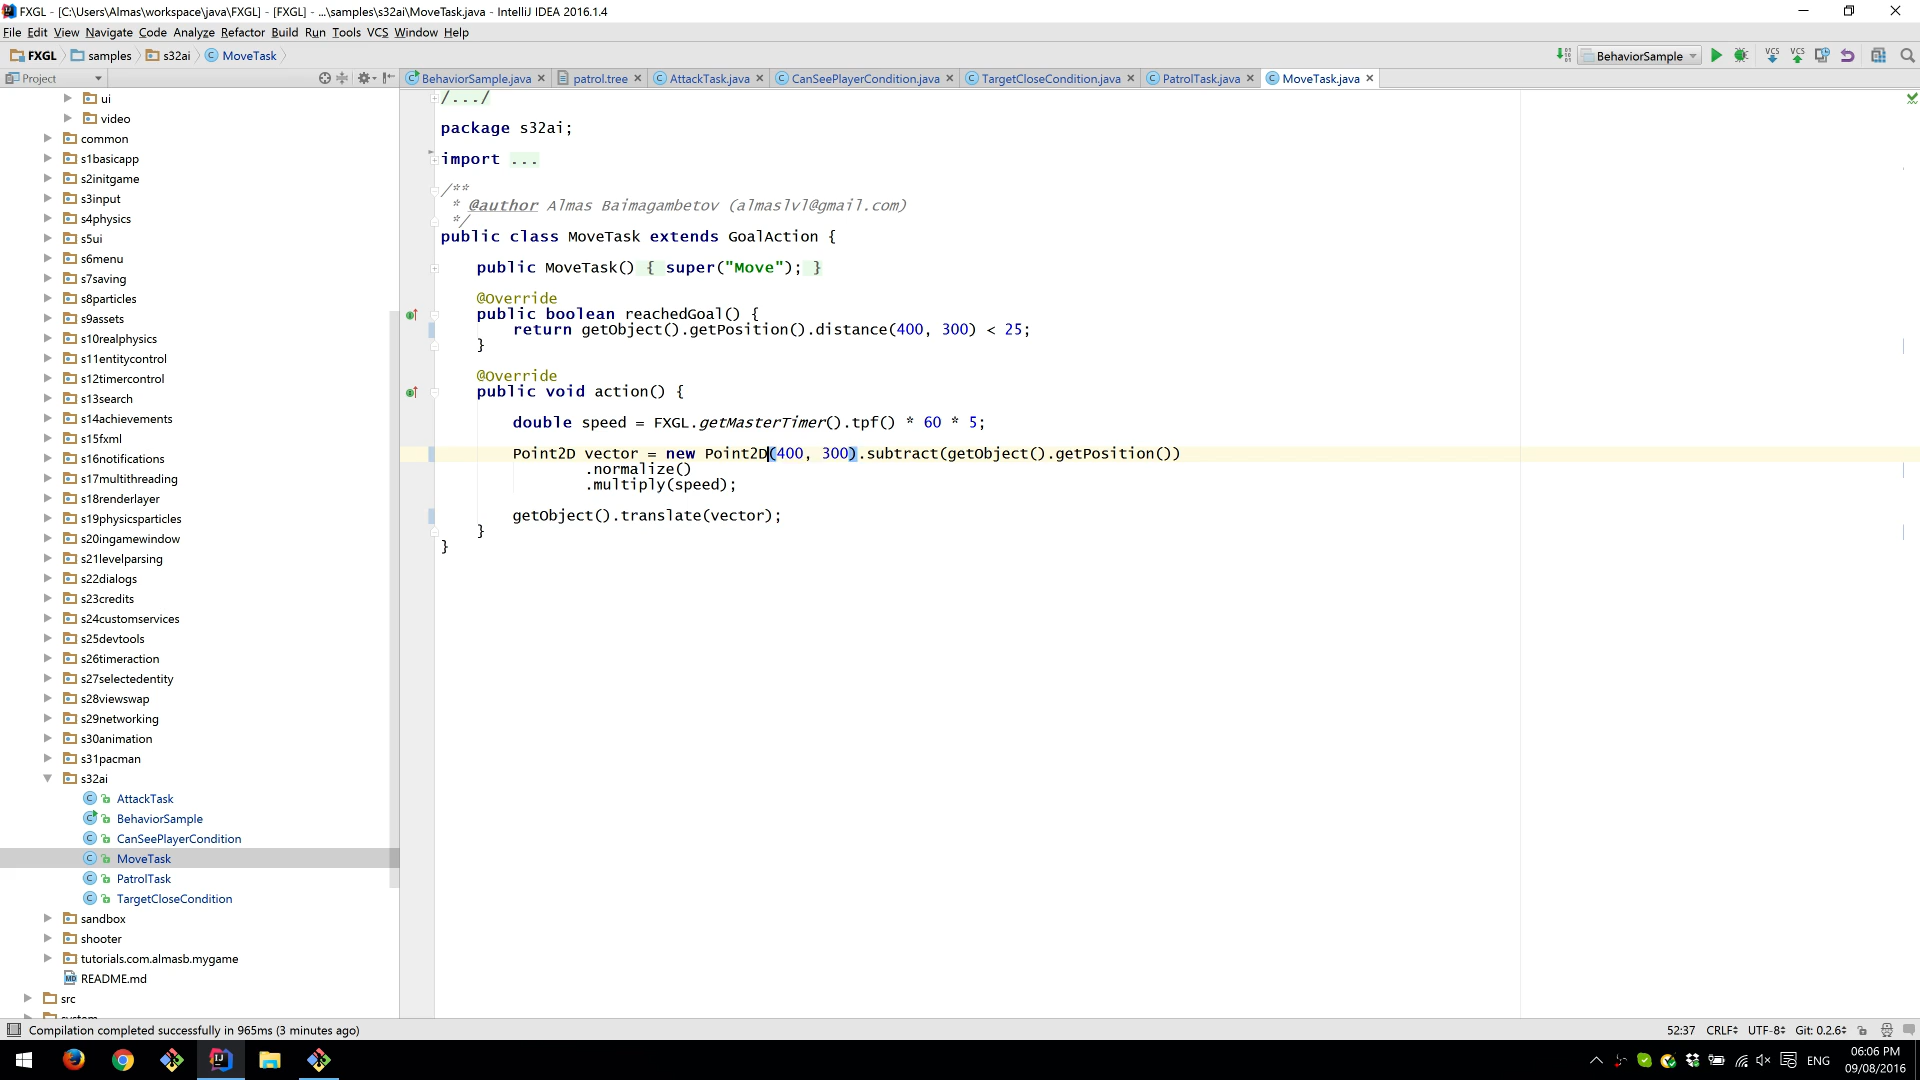 FXGL - [C:\Users\Almas\workspace\java\FXGL] - [FXGL] - ...\samples\s32ai\MoveTask.java - IntelliJ IDEA 2016.1.4
File Edit View Navigate Code Analyze Refactor Build Run Tools VCS Window Help
FXGL samples s32ai MoveTask BehaviorSample VCS VCS
Project BehaviorSample.java patrol.tree AttackTask.java CanSeePlayerCondition.java TargetCloseCondition.java PatrolTask.java MoveTask.java
ui
video
common
s1basicapp
s2initgame
s3input
s4physics
s5ui
s6menu
s7saving
s8particles
s9assets
s10realphysics
s11entitycontrol
s12timercontrol
s13search
s14achievements
s15fxml
s16notifications
s17multithreading
s18renderlayer
s19physicsparticles
s20ingamewindow
s21levelparsing
s22dialogs
s23credits
s24customservices
s25devtools
s26timeraction
s27selectedentity
s28viewswap
s29networking
s30animation
s31pacman
s32ai
AttackTask
BehaviorSample
CanSeePlayerCondition
MoveTask
PatrolTask
TargetCloseCondition
sandbox
shooter
tutorials.com.almasb.mygame
README.md
src
system
/.../
package s32ai;
import ...
/**
* @author Almas Baimagambetov (almaslvl@gmail.com)
*/
public class MoveTask extends GoalAction {
public MoveTask() { super("Move"); }
@Override
public boolean reachedGoal() {
return getObject().getPosition().distance(400, 300) < 25;
}
@Override
public void action() {
double speed = FXGL.getMasterTimer().tpf() * 60 * 5;
Point2D vector = new Point2D(400, 300).subtract(getObject().getPosition())
.normalize()
.multiply(speed);
getObject().translate(vector);
}
}
Compilation completed successfully in 965ms (3 minutes ago) 52:37 CRLF UTF-8 Git: 0.2.6
ENG 06:06 PM
09/08/2016